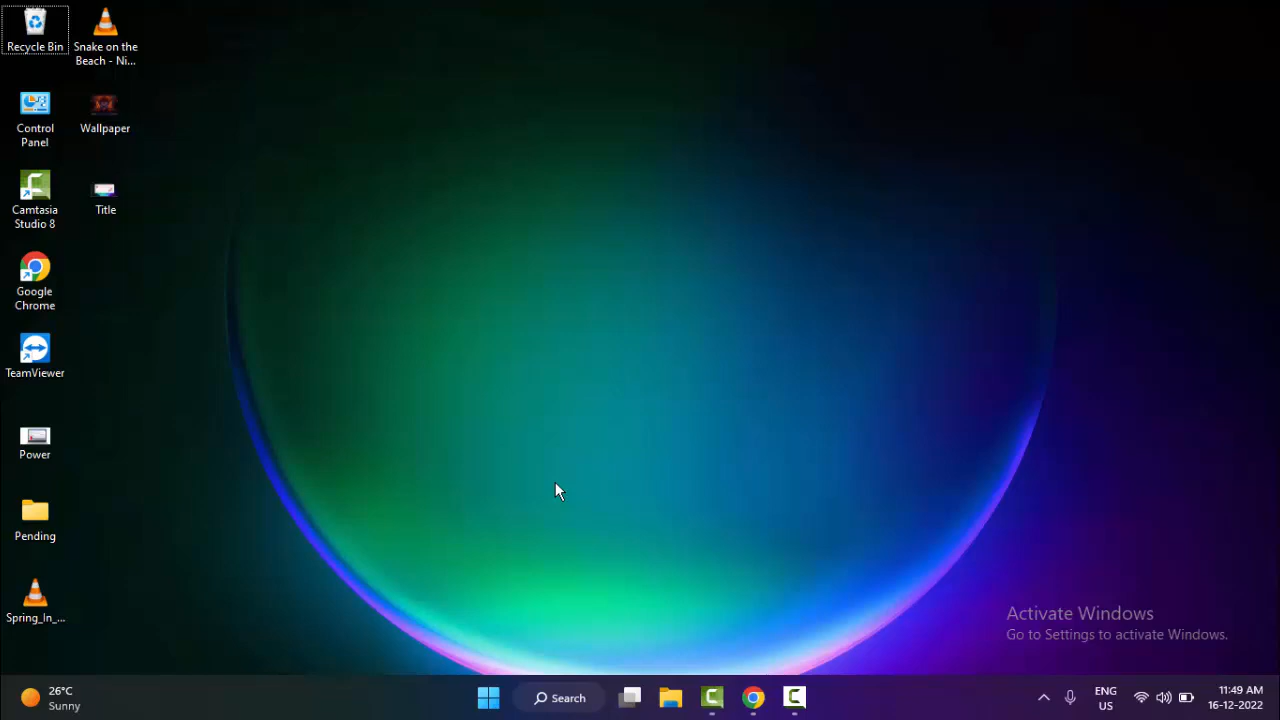 Recycle Bin
Snake on the
Beach - Ni...
Control
Panel
Wallpaper
Camtasia
Studio 8
Title
Google
Chrome
TeamViewer
Power
Pending
Spring_In_...
Activate Windows
Go to Settings to activate Windows.
26°C
Sunny
Search
ENG
US
11:49 AM
16-12-2022